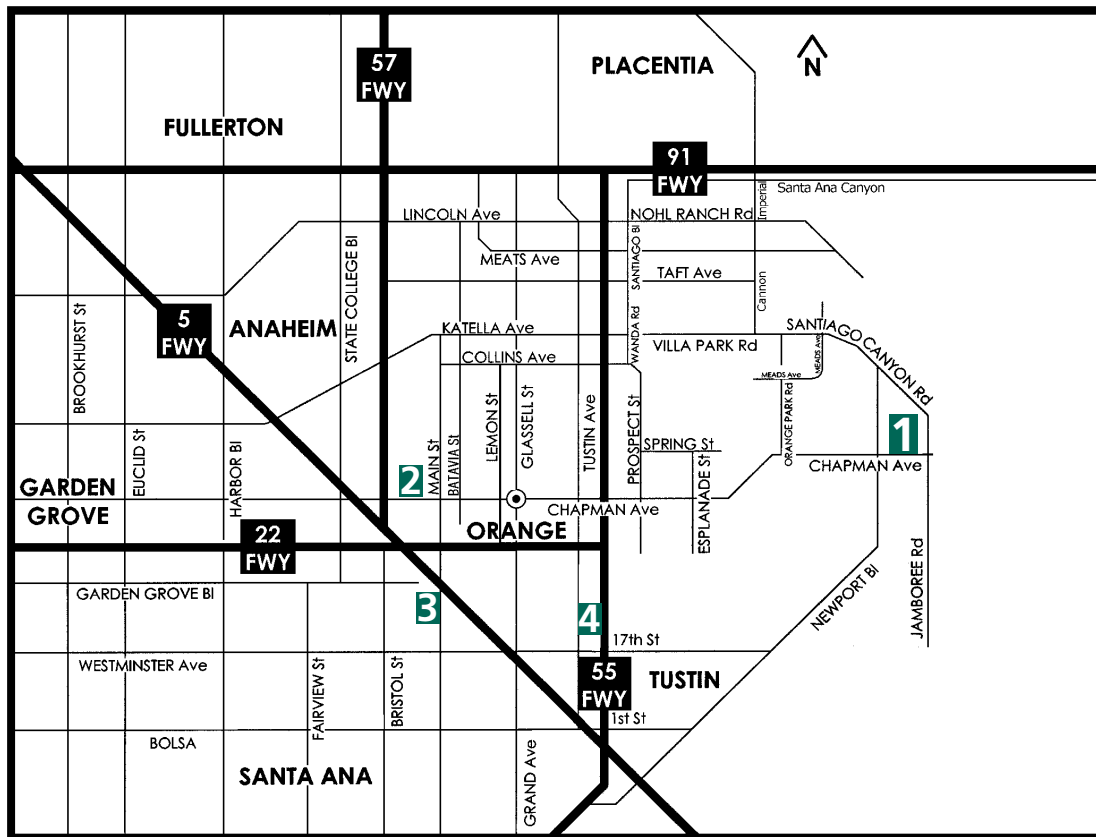 57
FWY
PLACENTIA
N
FULLERTON
91
FWY
Santa Ana Canyon
Imperial
LINCOLN Ave
NOHL RANCH Rd
SANTIAGO Bl
STATE COLLEGE Bl
MEATS Ave
TAFT Ave
Cannon
BROOKHURST St
5
FWY
ANAHEIM
KATELLA Ave
WANDA Rd
VILLA PARK Rd
SANTIAGO CANYON Rd
MEADS Ave
COLLINS Ave
MEADS Ave
ORANGE PARK Rd
EUCLID St
HARBOR Bl
MAIN St
BATAVIA St
LEMON St
GLASSELL St
TUSTIN Ave
PROSPECT St
SPRING St
ESPLANADE St
1
CHAPMAN Ave
2
GARDEN
GROVE
CHAPMAN Ave
ORANGE
22
FWY
GARDEN GROVE Bl
3
4
NEWPORT Bl
JAMBOREE Rd
17th St
WESTMINSTER Ave
FAIRVIEW St
BRISTOL St
55
FWY
TUSTIN
1st St
BOLSA
GRAND Ave
SANTA ANA